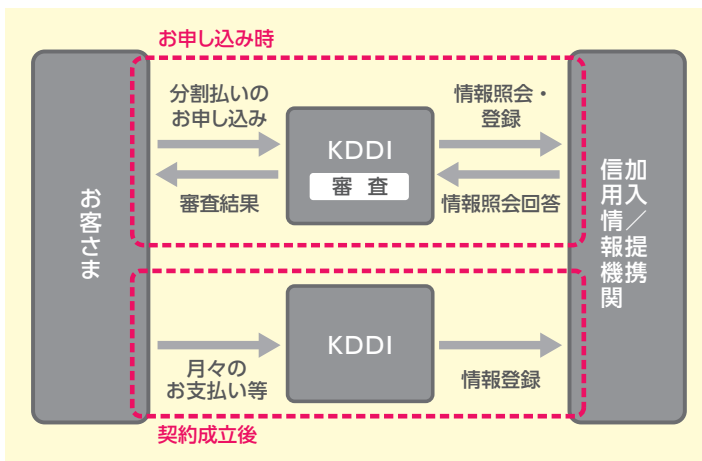 お申し込み時
お客さま
分割払いの
お申し込み
審査結果
KDDI
審 査
情報照会・
登録
情報照会回答
加入／提携
信用情報機関
月々の
お支払い等
KDDI
情報登録
契約成立後